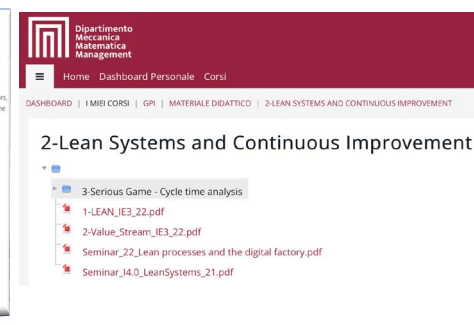 ors,
Dipartimento
Meccanica
Matematica
Management
Home Dashboard Personale Corsi
DASHBOARD | I MIEI CORSI | GPI | MATERIALE DIDATTICO | 2-LEAN SYSTEMS AND CONTINUOUS IMPROVEMENT
2-Lean Systems and Continuous Improvement
3-Serious Game - Cycle time analysis
1-LEAN_IE3_22.pdf
2-Value_Stream_IE3_22.pdf
Seminar_22_Lean processes and the digital factory.pdf
Seminar_I4.0_LeanSystems_21.pdf